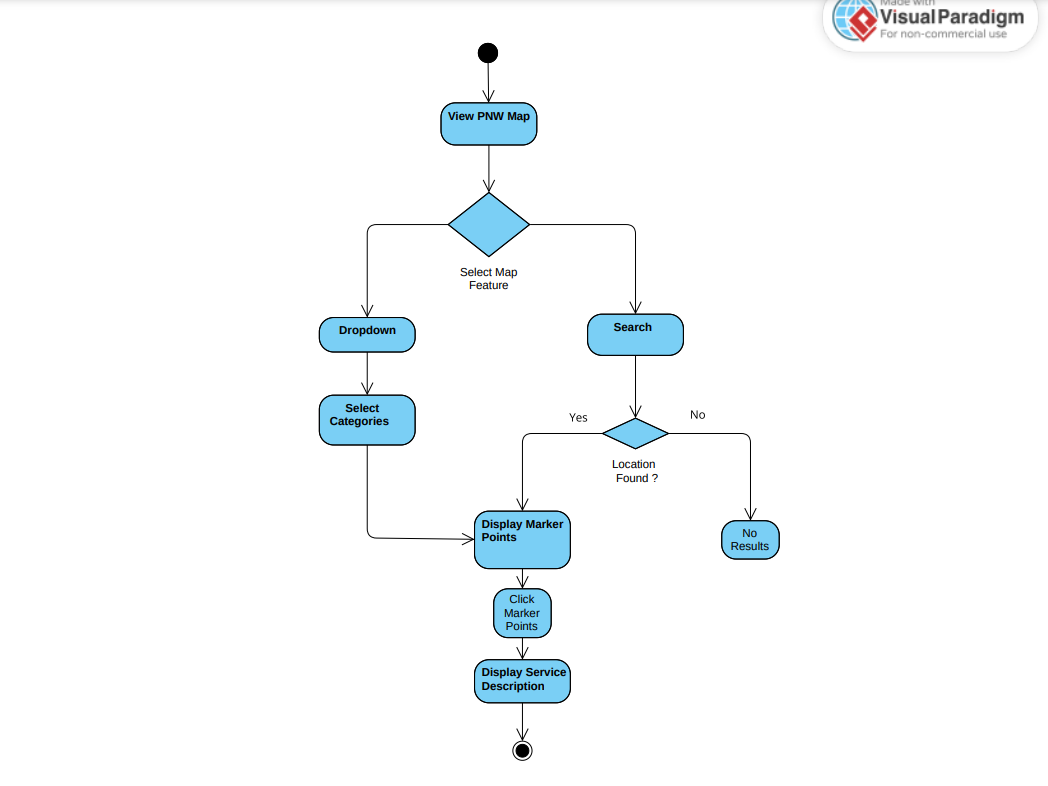 Made with
Visual Paradigm
For non-commercial use
View PNW Map
Select Map
Feature
Dropdown
Search
Select
Categories
Yes
No
Location
Found ?
Display Marker
Points
No
Results
Click
Marker
Points
Display Service
Description